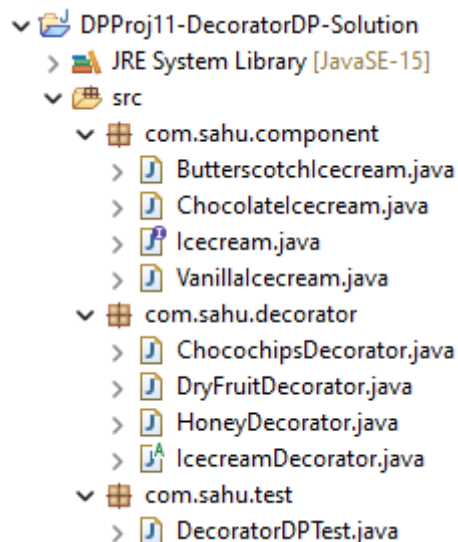 DPProj11-DecoratorDP-Solution
JRE System Library [JavaSE-15]
src
com.sahu.component
ButterscotchIcecream.java
ChocolateIcecream.java
Icecream.java
VanillaIcecream.java
com.sahu.decorator
ChocochipsDecorator.java
DryFruitDecorator.java
HoneyDecorator.java
IcecreamDecorator.java
com.sahu.test
DecoratorDPTest.java